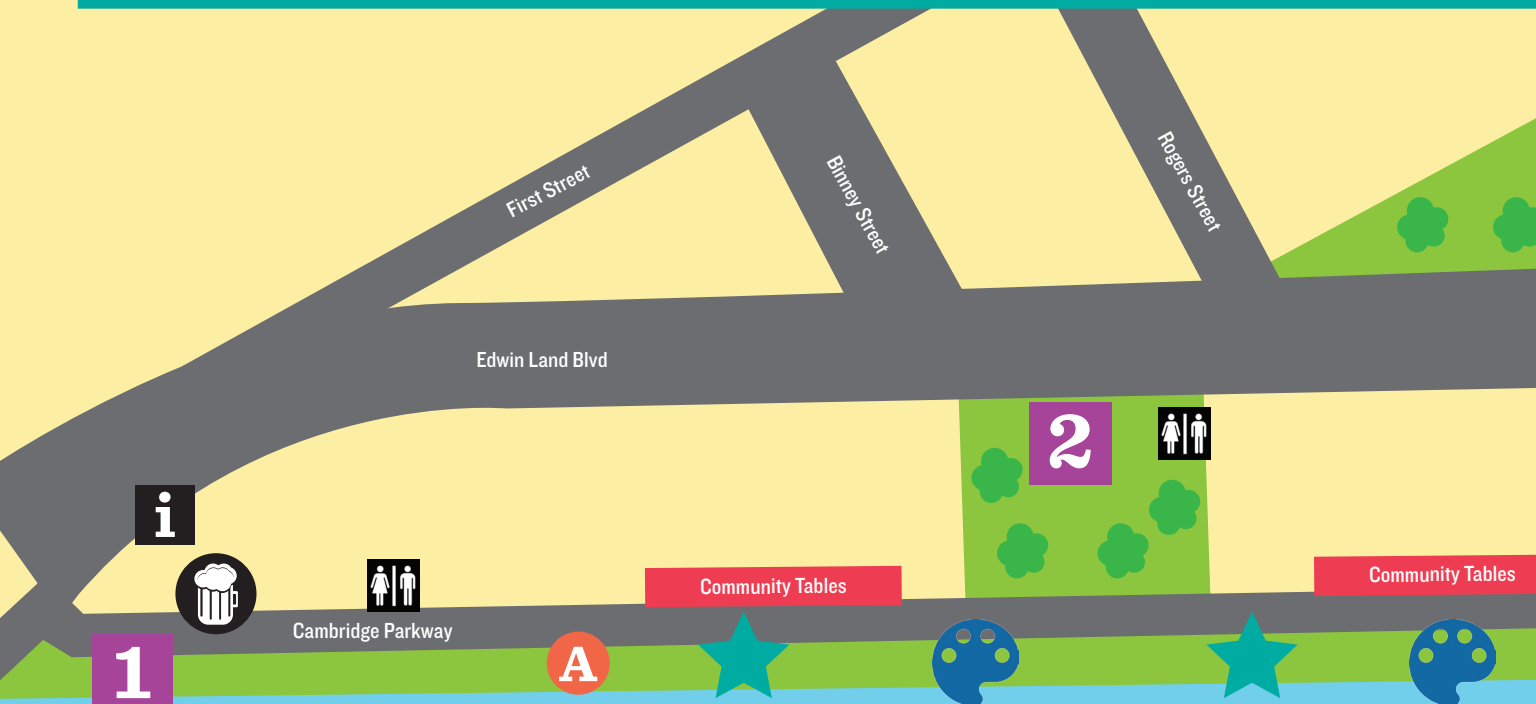 First Street
Binney Street
Rogers Street
Edwin Land Blvd
2
i
Community Tables
Community Tables
Cambridge Parkway
1
A